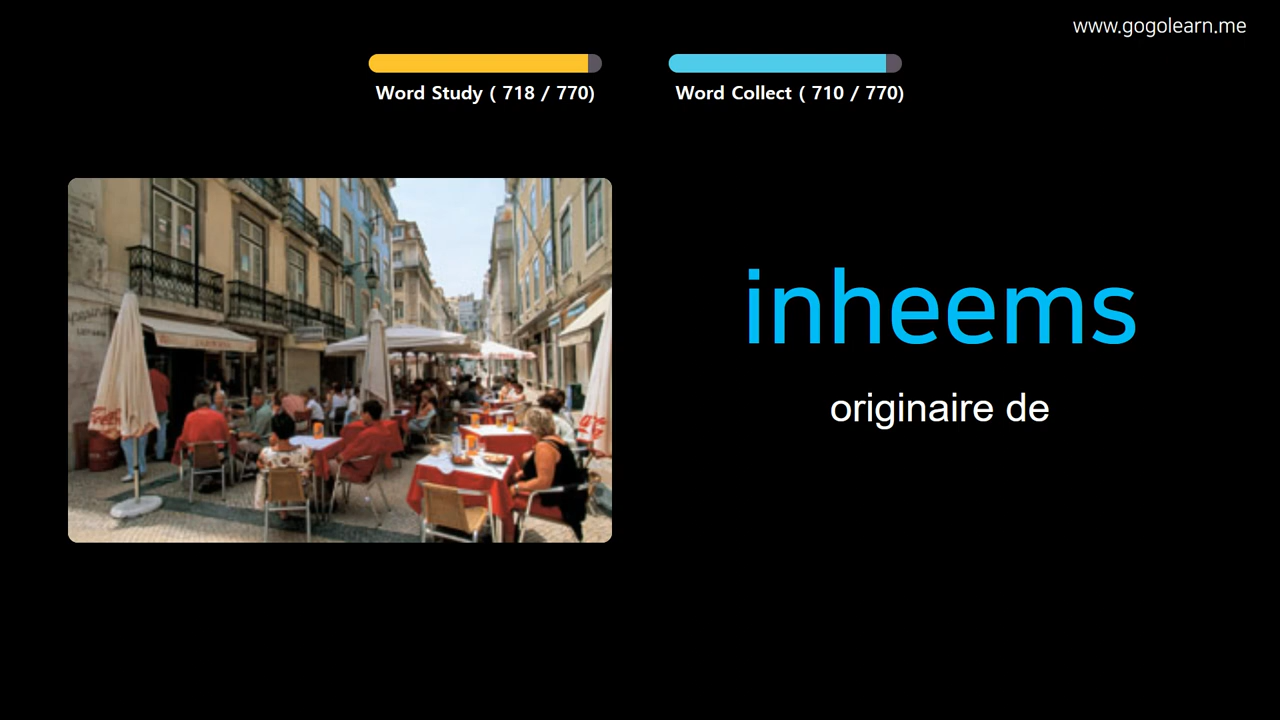 www.gogolearn.me
Word Study ( 718 / 770)
Word Collect ( 710 / 770)
inheems
originaire de